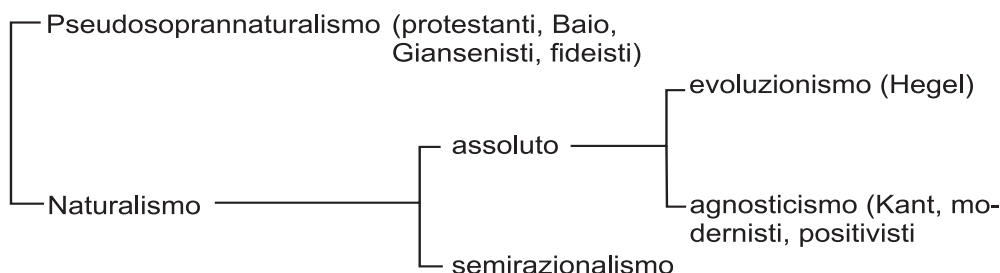 Pseudosoprannaturalismo (protestanti, Baio,
Giansenisti, fideisti)
evoluzionismo (Hegel)
assoluto
Naturalismo
agnosticismo (Kant, mo-
dernisti, positivisti
semirazionalismo